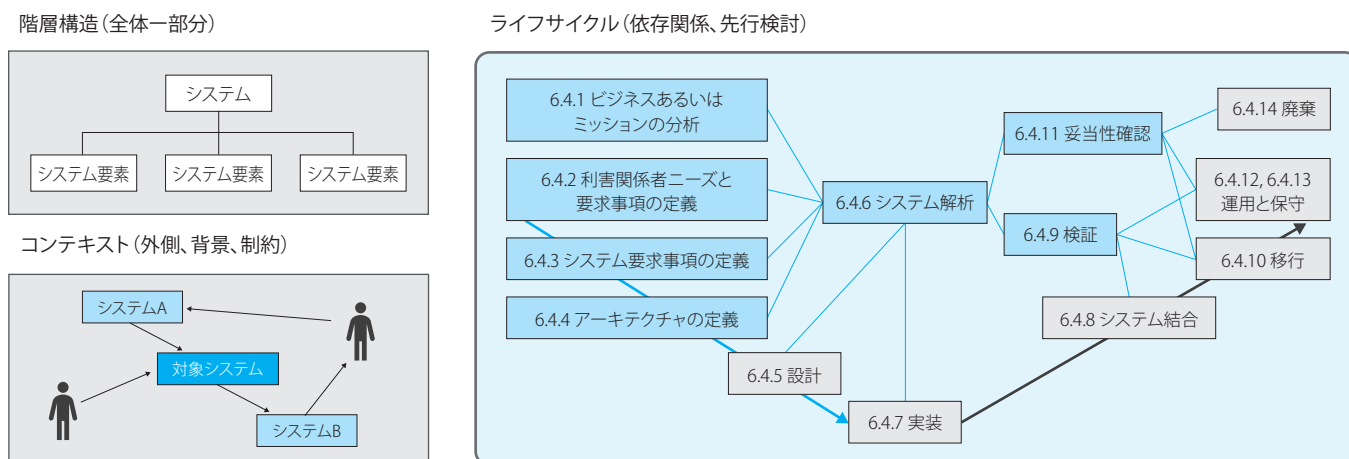 階層構造（全体ー部分）
システム
システム要素
システム要素
システム要素
コンテキスト（外側、背景、制約）
システムA
対象システム
システムB
ライフサイクル（依存関係、先行検討）
6.4.1 ビジネスあるいは
ミッションの分析
6.4.2 利害関係者ニーズと
要求事項の定義
6.4.3 システム要求事項の定義
6.4.4 アーキテクチャの定義
6.4.5 設計
6.4.6 システム解析
6.4.7 実装
6.4.11 妥当性確認
6.4.9 検証
6.4.8 システム結合
6.4.14 廃棄
6.4.12, 6.4.13
運用と保守
6.4.10 移行